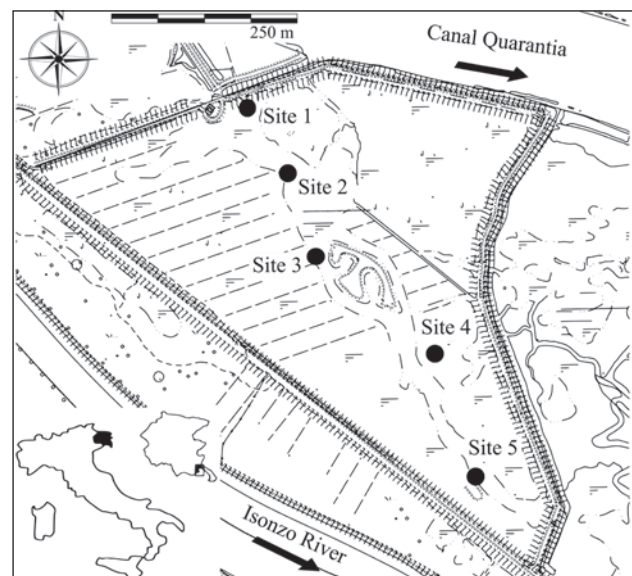 N
250 m
Canal Quarantia
Site 1
Site 2
Site 3
Site 4
Site 5
Isonzo River